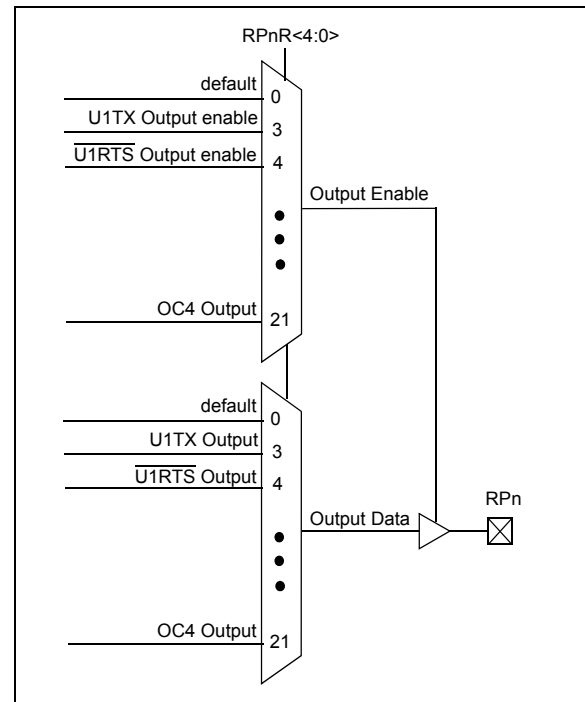 RPnR<4:0>
default
0
U1TX Output enable
3
U1RTS Output enable
4
Output Enable
OC4 Output
21
default
0
U1TX Output
3
U1RTS Output
4
RPn
Output Data
OC4 Output
21